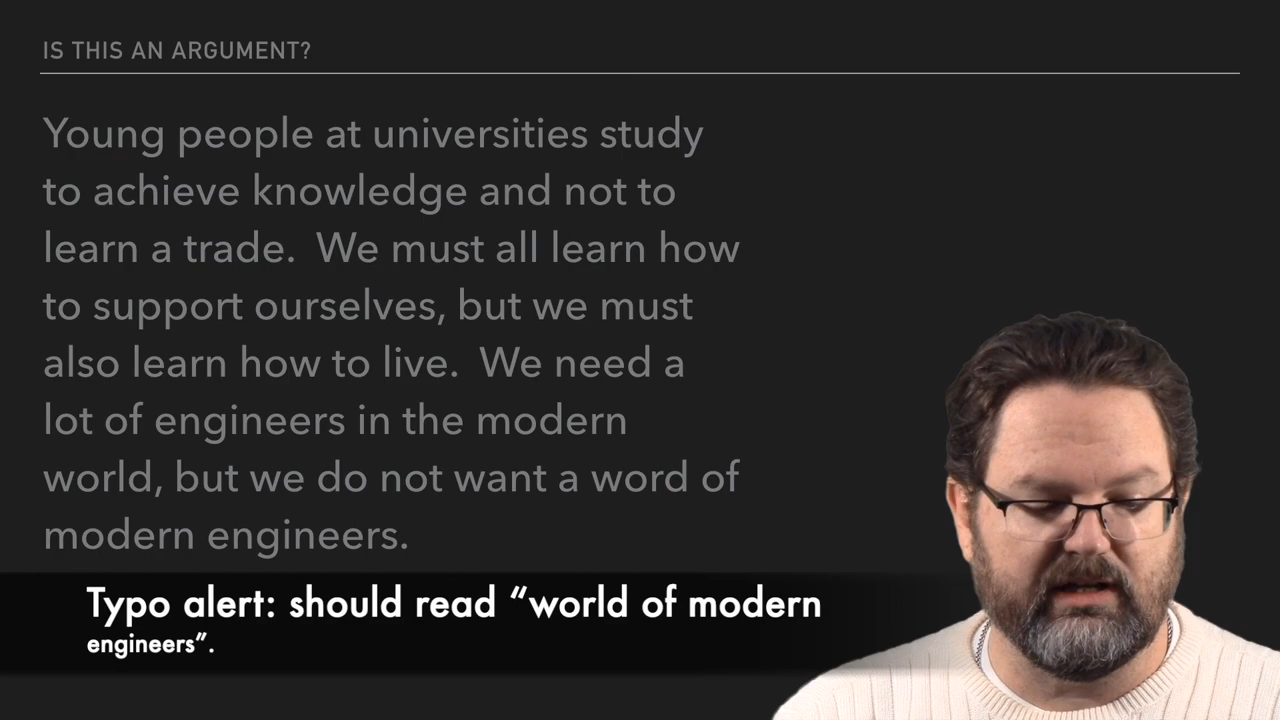 IS THIS AN ARGUMENT?
Young people at universities study
to achieve knowledge and not to
learn a trade.  We must all learn how
to support ourselves, but we must
also learn how to live.  We need a
lot of engineers in the modern
world, but we do not want a word of
modern engineers.
Typo alert: should read “world of modern
engineers”.